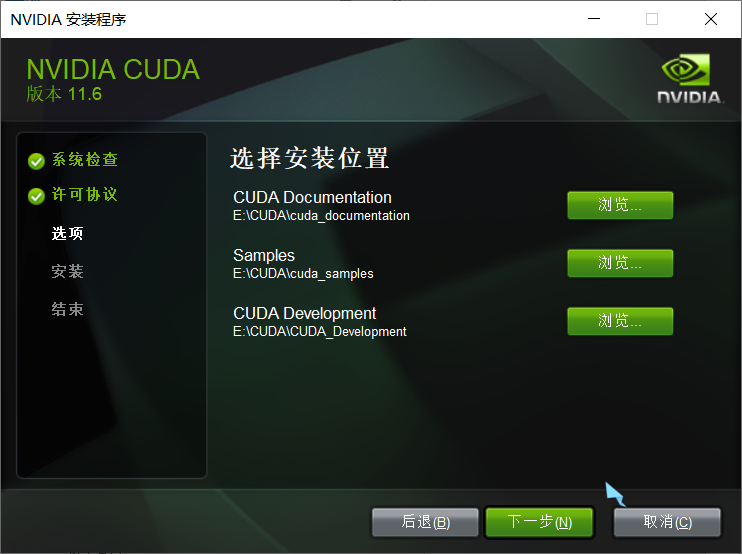 NVIDIA 安装程序
NVIDIA CUDA
版本 11.6
NVIDIA.
系统检查
许可协议
选项
安装
结束
选择安装位置
CUDA Documentation
E:\CUDA\cuda_documentation
浏览...
Samples
E:\CUDA\cuda_samples
浏览...
CUDA Development
E:\CUDA\CUDA_Development
浏览...
后退(B)
下一步(N)
取消(C)